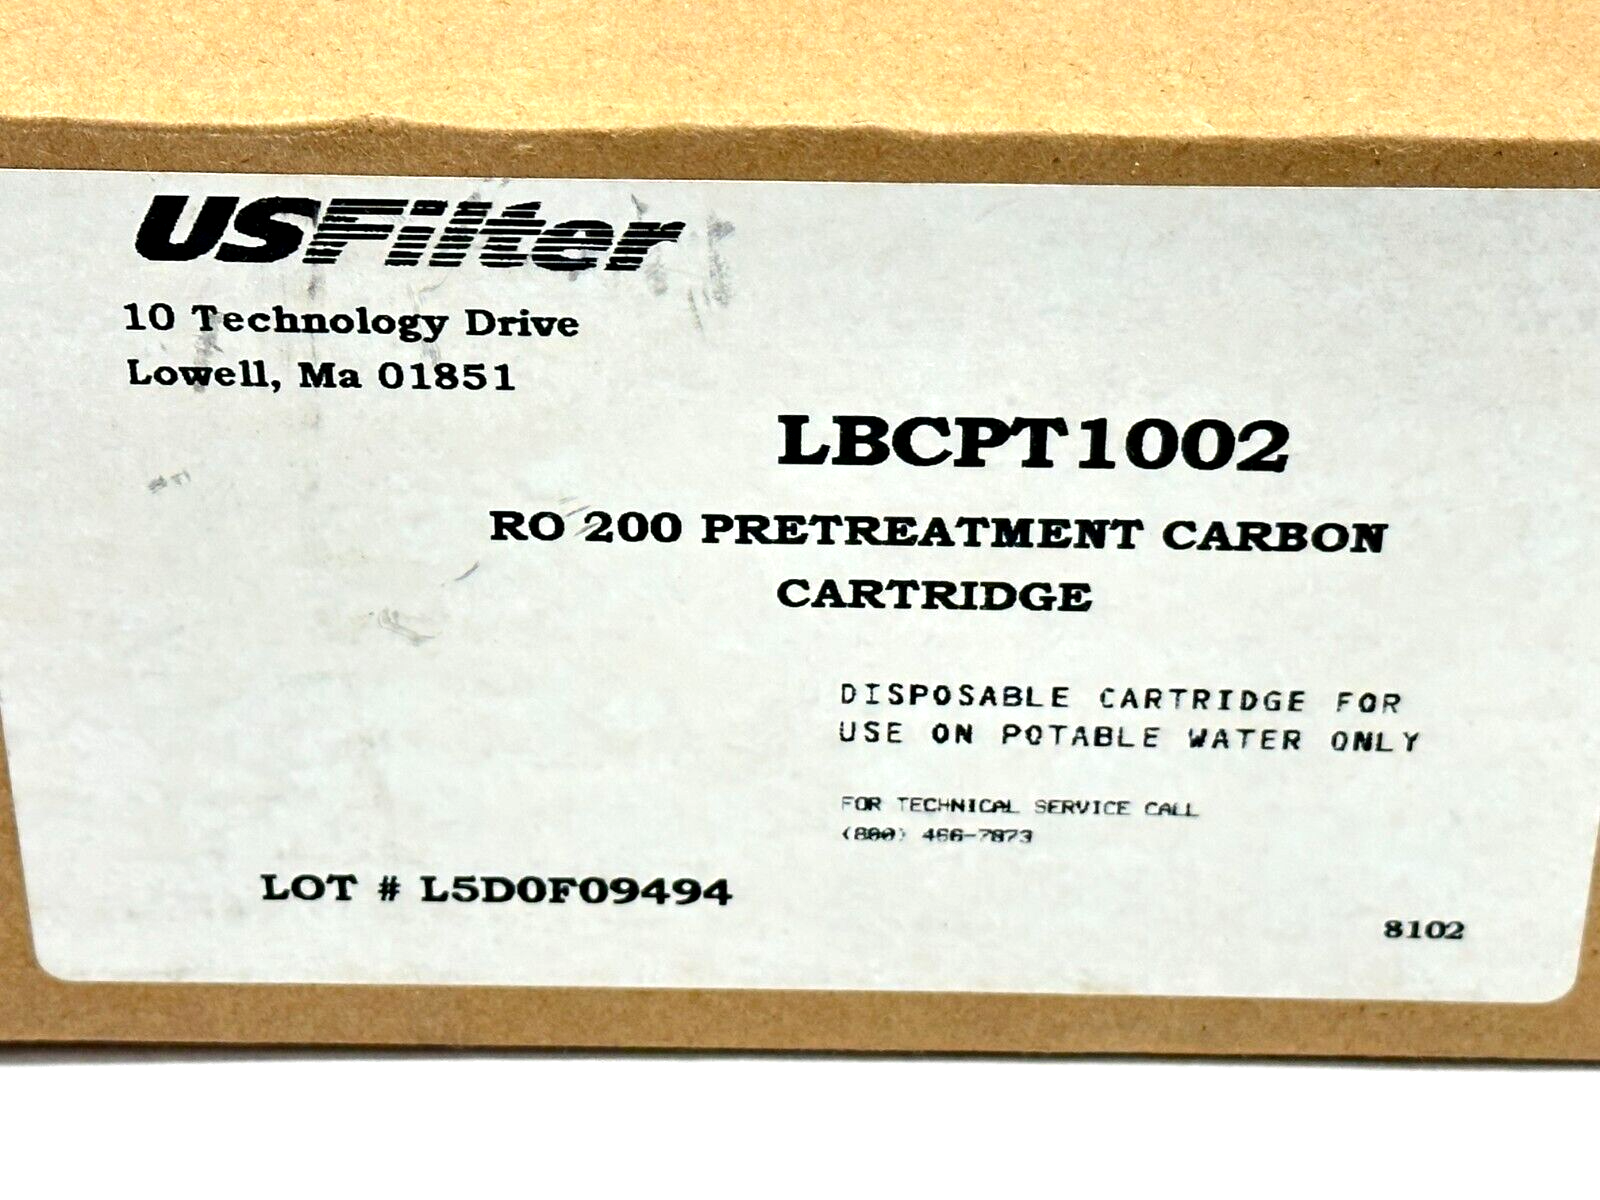 USFilter
10 Technology Drive
Lowell, Ma 01851
LBCPT1002
RO 200 PRETREATMENT CARBON
CARTRIDGE
DISPOSABLE CARTRIDGE FOR
USE ON POTABLE WATER ONLY
FOR TECHNICAL SERVICE CALL
(800) 466-7873
LOT # L5D0F09494
8102